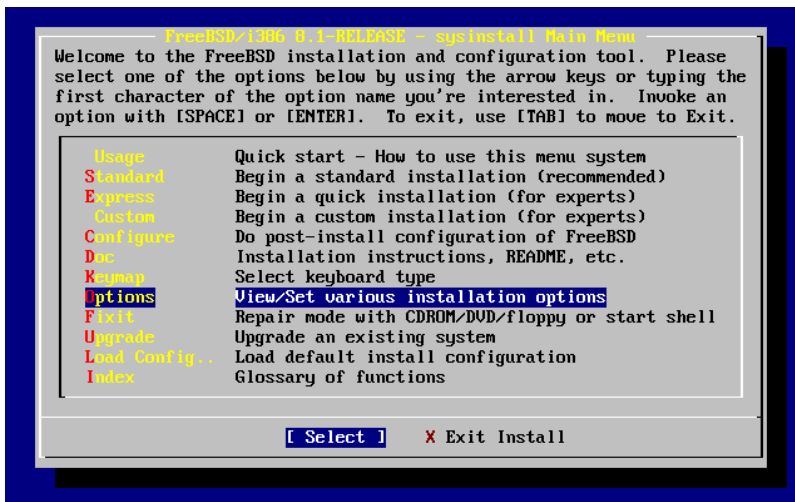 FreeBSD/i386 8.1-RELEASE - sysinstall Main Menu
Welcome to the FreeBSD installation and configuration tool.  Please
select one of the options below by using the arrow keys or typing the
first character of the option name you're interested in.  Invoke an
option with [SPACE] or [ENTER].  To exit, use [TAB] to move to Exit.
Usage Quick start - How to use this menu system
Standard Begin a standard installation (recommended)
Express Begin a quick installation (for experts)
Custom Begin a custom installation (for experts)
Configure Do post-install configuration of FreeBSD
Doc Installation instructions, README, etc.
Keymap Select keyboard type
Options View/Set various installation options
Fixit Repair mode with CDROM/DVD/floppy or start shell
Upgrade Upgrade an existing system
Load Config.. Load default install configuration
Index Glossary of functions
[ Select ] X Exit Install